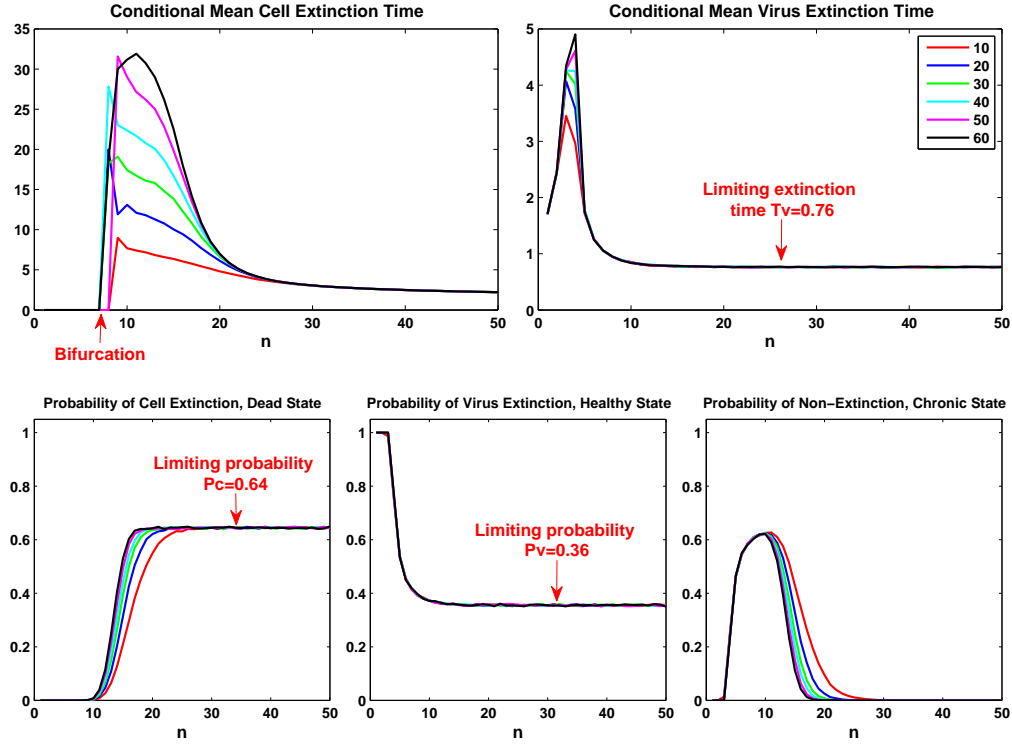 Conditional Mean Cell Extinction Time
35
30
25
20
15
10
5
0
0 10 20 30 40 50
n
Bifurcation
Conditional Mean Virus Extinction Time
5
4
3
2
1
0
0 10 20 30 40 50
n
Limiting extinction
time Tv=0.76
10
20
30
40
50
60
Probability of Cell Extinction, Dead State
1
0.8
0.6
0.4
0.2
0
0 10 20 30 40 50
n
Limiting probability
Pc=0.64
Probability of Virus Extinction, Healthy State
1
0.8
0.6
0.4
0.2
0
0 10 20 30 40 50
n
Limiting probability
Pv=0.36
Probability of Non−Extinction, Chronic State
1
0.8
0.6
0.4
0.2
0
0 10 20 30 40 50
n